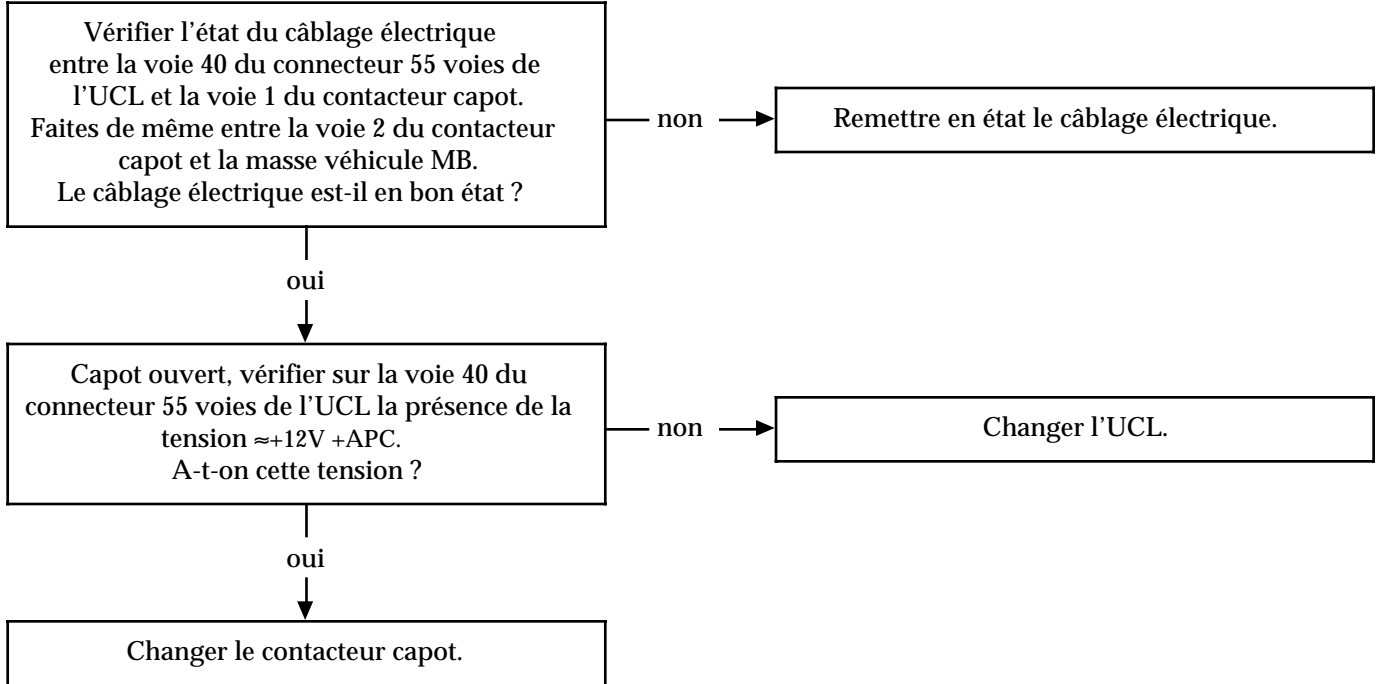 Vérifier l'état du câblage électrique
entre la voie 40 du connecteur 55 voies de
l'UCL et la voie 1 du contacteur capot.
Faites de même entre la voie 2 du contacteur
capot et la masse véhicule MB.
Le câblage électrique est-il en bon état ?
non
Remettre en état le câblage électrique.
oui
Capot ouvert, vérifier sur la voie 40 du
connecteur 55 voies de l'UCL la présence de la
tension ≈+12V +APC.
A-t-on cette tension ?
non
Changer l'UCL.
oui
Changer le contacteur capot.